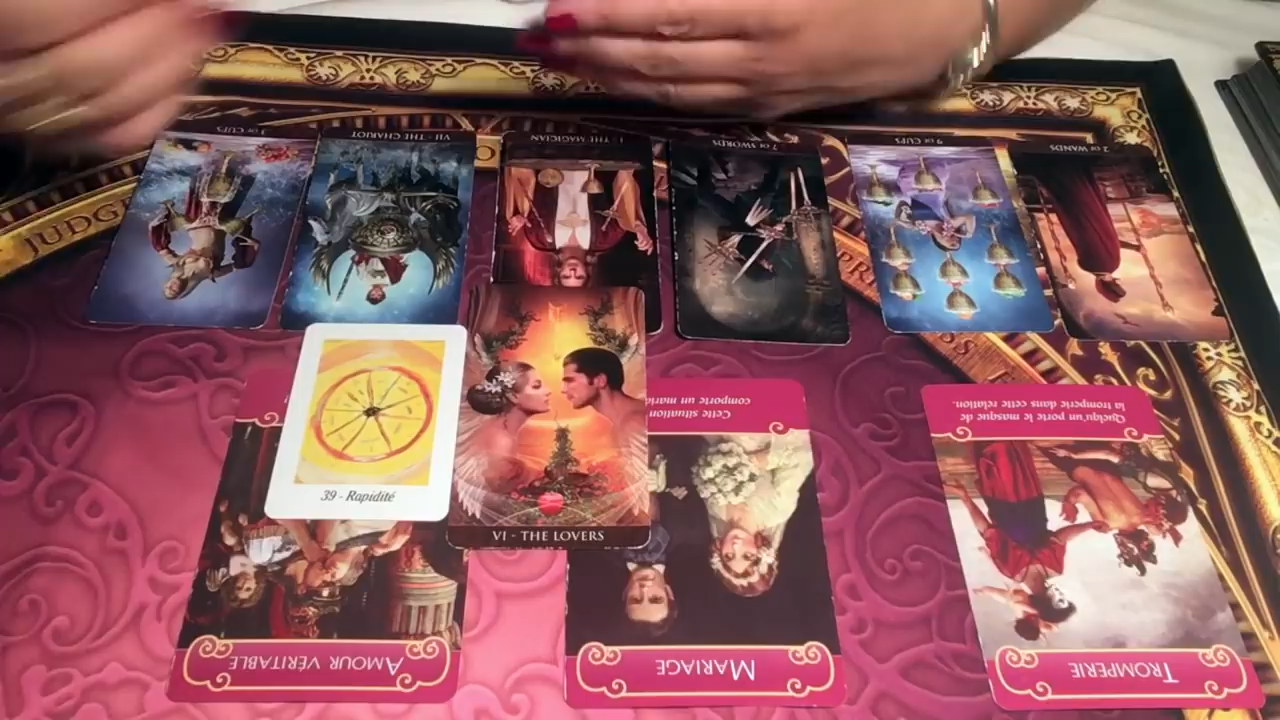 JUDGE
3 OF CUPS
VII - THE CHARIOT
I - THE MAGICIAN
7 OF SWORDS
9 OF CUPS
2 OF WANDS
39 - Rapidité
VI - THE LOVERS
Cette situation
comporte un maria
Quelqu'un porte le masque de
la tromperie dans cette relation.
AMOUR VÉRITABLE
MARIAGE
TROMPERIE